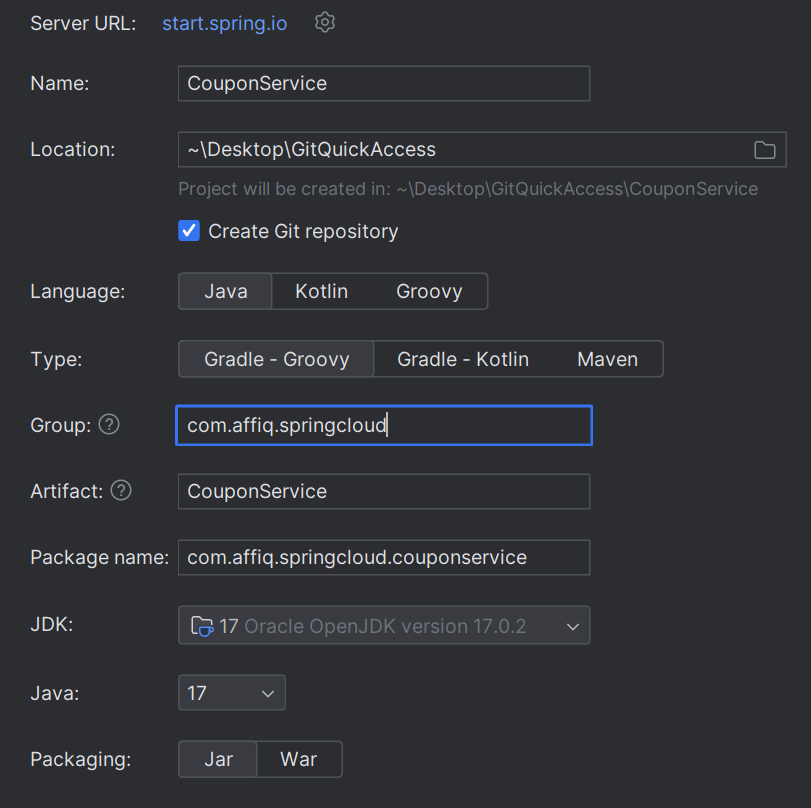 Server URL: start.spring.io
Name: CouponService
Location: ~\Desktop\GitQuickAccess
Project will be created in: ~\Desktop\GitQuickAccess\CouponService
Create Git repository
Language: Java Kotlin Groovy
Type: Gradle - Groovy Gradle - Kotlin Maven
Group: ? com.affiq.springcloud
Artifact: ? CouponService
Package name: com.affiq.springcloud.couponservice
JDK: 17 Oracle OpenJDK version 17.0.2
Java: 17
Packaging: Jar War